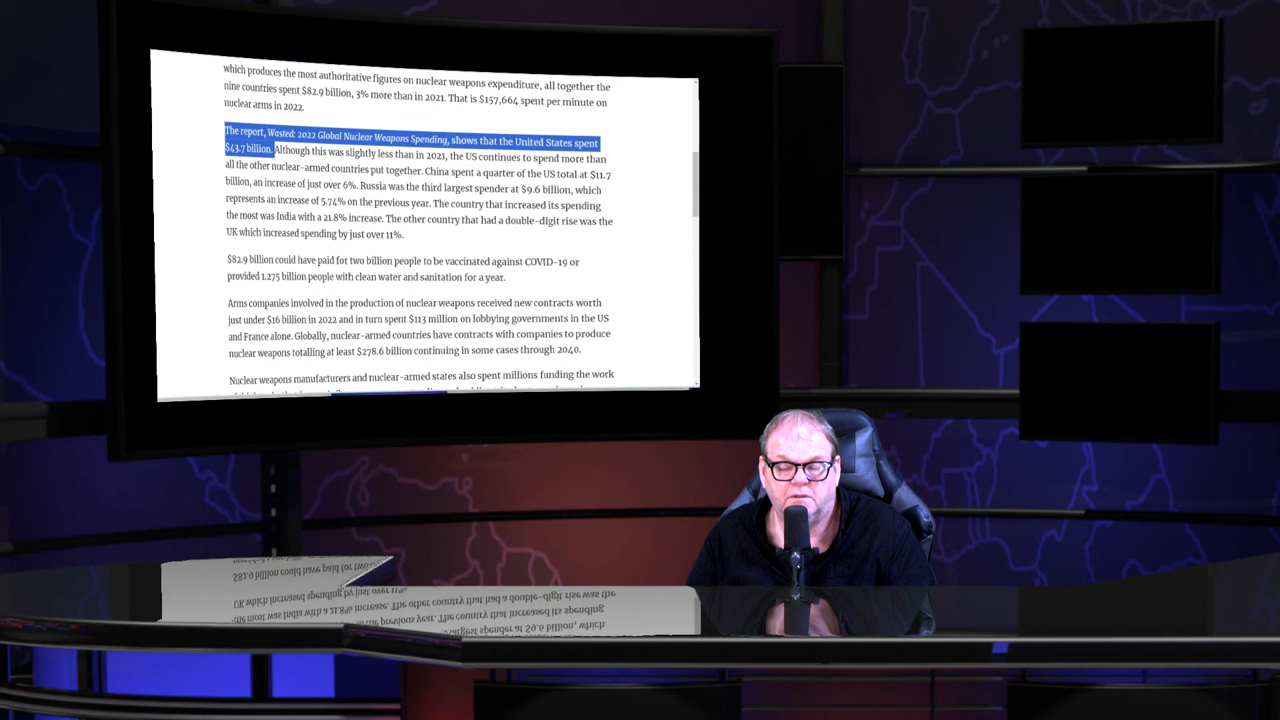 which produces the most authoritative figures on nuclear weapons expenditure, all together the
nine countries spent $82.9 billion, 3% more than in 2021. That is $157,664 spent per minute on
nuclear arms in 2022.
The report, Wasted: 2022 Global Nuclear Weapons Spending, shows that the United States spent
$43.7 billion. Although this was slightly less than in 2021, the US continues to spend more than
all the other nuclear-armed countries put together. China spent a quarter of the US total at $11.7
billion, an increase of just over 6%. Russia was the third largest spender at $9.6 billion, which
represents an increase of 5.74% on the previous year. The country that increased its spending
the most was India with a 21.8% increase. The other country that had a double-digit rise was the
UK which increased spending by just over 11%.
$82.9 billion could have paid for two billion people to be vaccinated against COVID-19 or
provided 1.275 billion people with clean water and sanitation for a year.
Arms companies involved in the production of nuclear weapons received new contracts worth
just under $16 billion in 2022 and in turn spent $113 million on lobbying governments in the US
and France alone. Globally, nuclear-armed countries have contracts with companies to produce
nuclear weapons totalling at least $278.6 billion continuing in some cases through 2040.
Nuclear weapons manufacturers and nuclear-armed states also spent millions funding the work